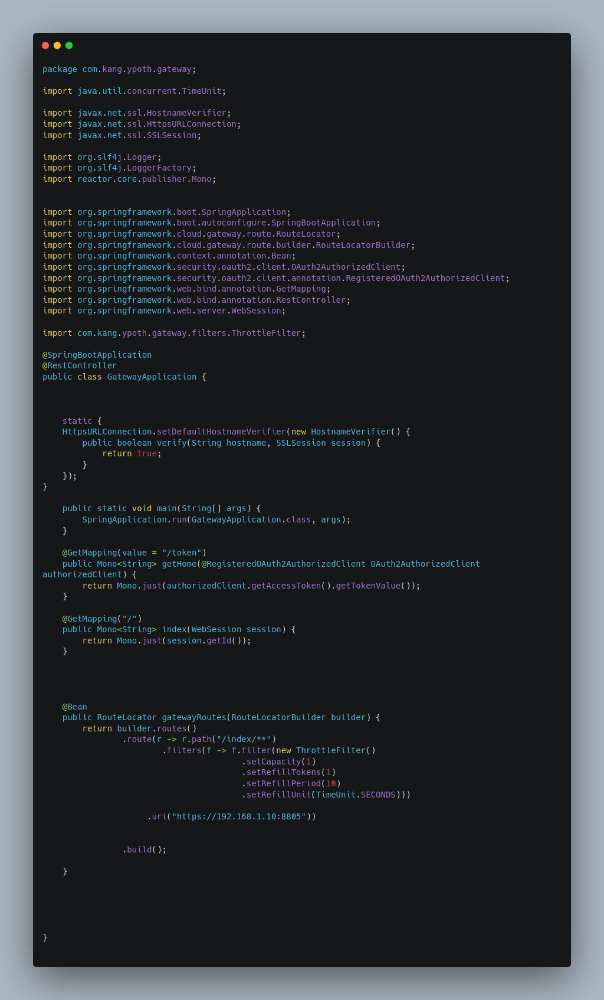 package com.kang.ypoth.gateway;

import java.util.concurrent.TimeUnit;

import javax.net.ssl.HostnameVerifier;
import javax.net.ssl.HttpsURLConnection;
import javax.net.ssl.SSLSession;

import org.slf4j.Logger;
import org.slf4j.LoggerFactory;
import reactor.core.publisher.Mono;


import org.springframework.boot.SpringApplication;
import org.springframework.boot.autoconfigure.SpringBootApplication;
import org.springframework.cloud.gateway.route.RouteLocator;
import org.springframework.cloud.gateway.route.builder.RouteLocatorBuilder;
import org.springframework.context.annotation.Bean;
import org.springframework.security.oauth2.client.OAuth2AuthorizedClient;
import org.springframework.security.oauth2.client.annotation.RegisteredOAuth2AuthorizedClient;
import org.springframework.web.bind.annotation.GetMapping;
import org.springframework.web.bind.annotation.RestController;
import org.springframework.web.server.WebSession;

import com.kang.ypoth.gateway.filters.ThrottleFilter;

@SpringBootApplication
@RestController
public class GatewayApplication {



    static {
    HttpsURLConnection.setDefaultHostnameVerifier(new HostnameVerifier() {
        public boolean verify(String hostname, SSLSession session) {
            return true;
        }
    });
}

    public static void main(String[] args) {
        SpringApplication.run(GatewayApplication.class, args);
    }

    @GetMapping(value = "/token")
    public Mono<String> getHome(@RegisteredOAuth2AuthorizedClient OAuth2AuthorizedClient
authorizedClient) {
        return Mono.just(authorizedClient.getAccessToken().getTokenValue());
    }

    @GetMapping("/")
    public Mono<String> index(WebSession session) {
        return Mono.just(session.getId());
    }




    @Bean
    public RouteLocator gatewayRoutes(RouteLocatorBuilder builder) {
        return builder.routes()
                .route(r -> r.path("/index/**")
                        .filters(f -> f.filter(new ThrottleFilter()
                                        .setCapacity(1)
                                        .setRefillTokens(1)
                                        .setRefillPeriod(10)
                                        .setRefillUnit(TimeUnit.SECONDS)))

                     .uri("https://192.168.1.10:8805"))


                .build();

    }





}